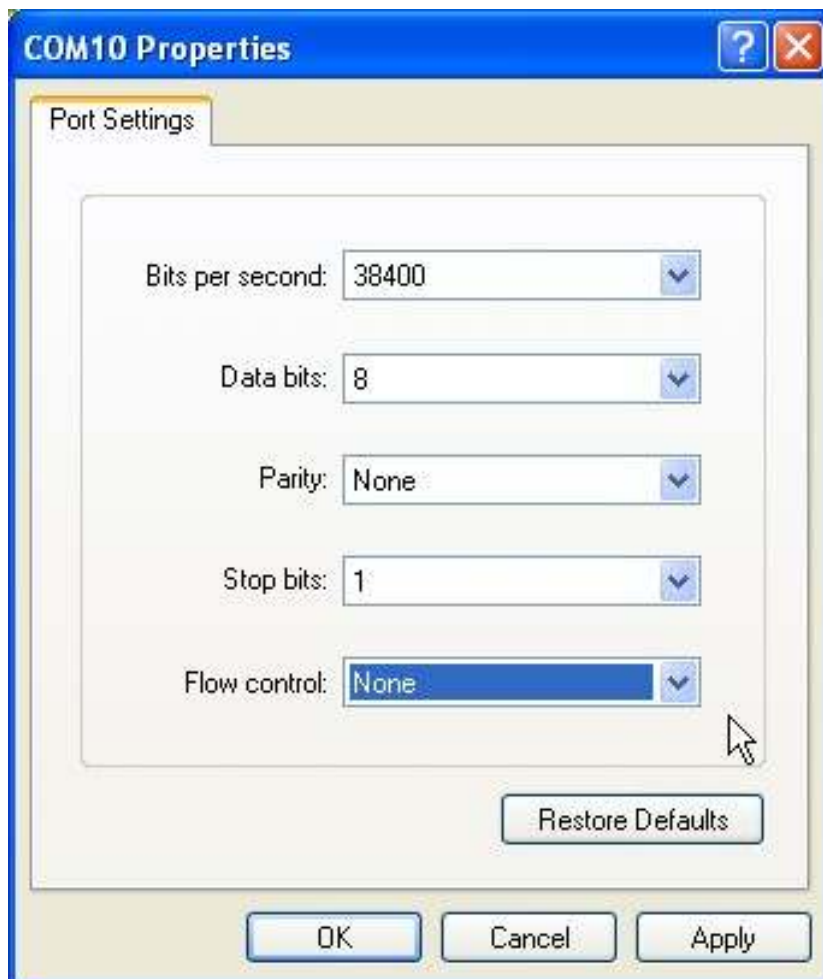 COM10 Properties
Port Settings
Bits per second: 38400
Data bits: 8
Parity: None
Stop bits: 1
Flow control: None
Restore Defaults
OK Cancel Apply